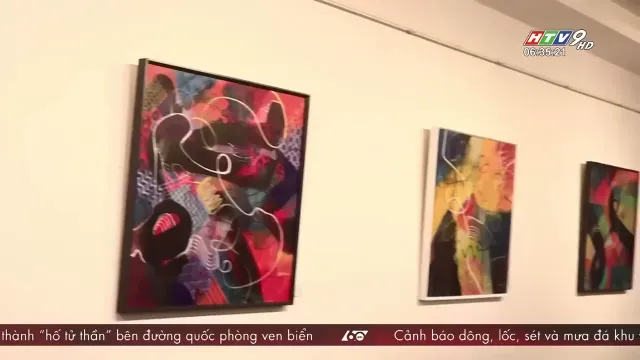 HTV9 HD
06:35:21
thành “hố tử thần” bên đường quốc phòng ven biển
60
Cảnh báo dông, lốc, sét và mưa đá khu